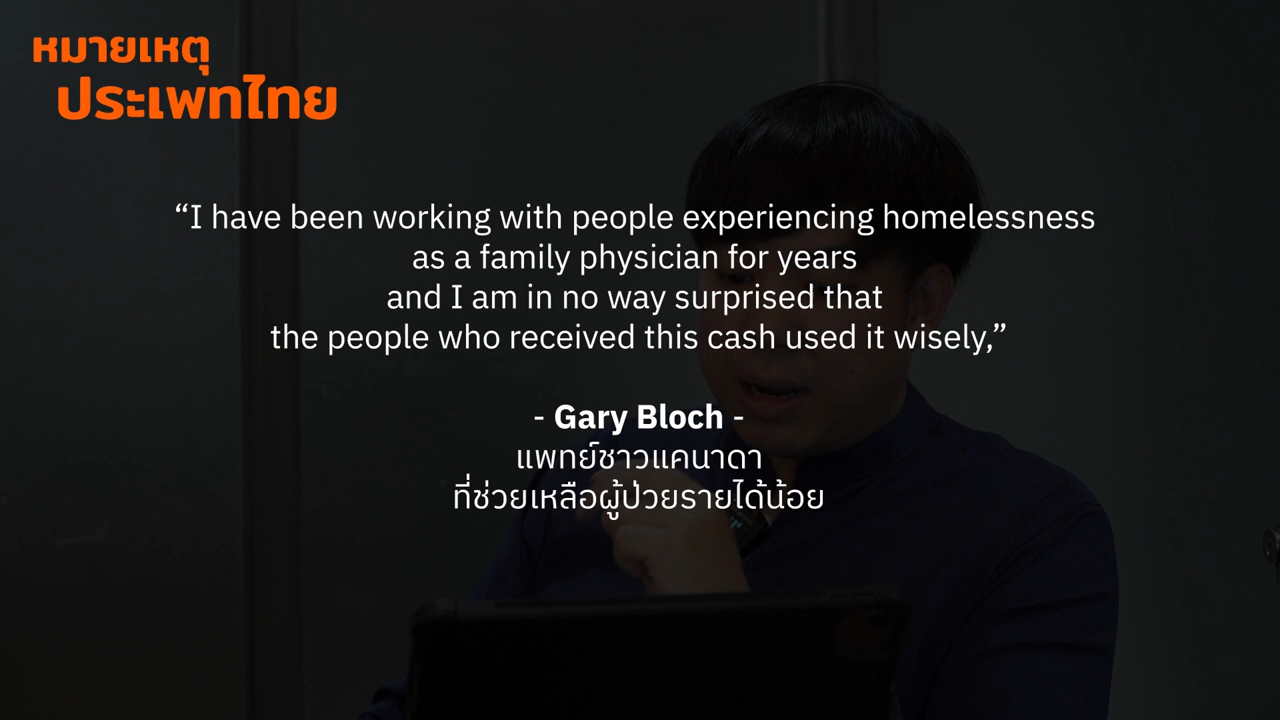 หมายเหตุ
ประเพทไทย
“I have been working with people experiencing homelessness
as a family physician for years
and I am in no way surprised that
the people who received this cash used it wisely,”
- Gary Bloch -
แพทย์ชาวแคนาดา
ที่ช่วยเหลือผู้ป่วยรายได้น้อย